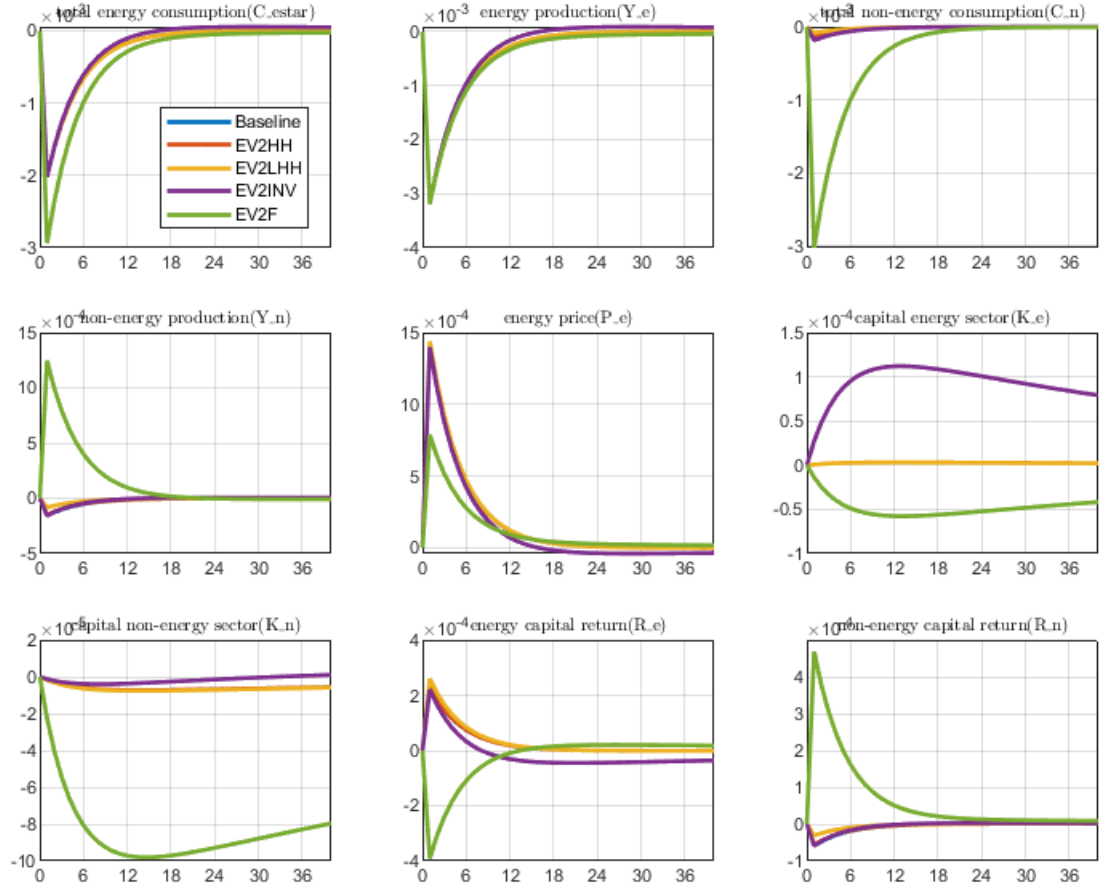 total energy consumption(C_estar)
×10⁻³
0
-1
-2
-3
0 6 12 18 24 30 36
Baseline
EV2HH
EV2LHH
EV2INV
EV2F
energy production(Y_e)
×10⁻³
0
-1
-2
-3
-4
0 6 12 18 24 30 36
total non-energy consumption(C_n)
×10⁻³
0
-1
-2
-3
0 6 12 18 24 30 36
non-energy production(Y_n)
×10⁻⁴
15
10
5
0
-5
0 6 12 18 24 30 36
energy price(P_e)
×10⁻⁴
15
10
5
0
0 6 12 18 24 30 36
capital energy sector(K_e)
×10⁻⁴
1.5
1
0.5
0
-0.5
-1
0 6 12 18 24 30 36
capital non-energy sector(K_n)
2
0
-2
-4
-6
-8
-10
0 6 12 18 24 30 36
energy capital return(R_e)
×10⁻⁴
4
2
0
-2
-4
0 6 12 18 24 30 36
non-energy capital return(R_n)
×10⁻⁴
4
3
2
1
0
-1
0 6 12 18 24 30 36